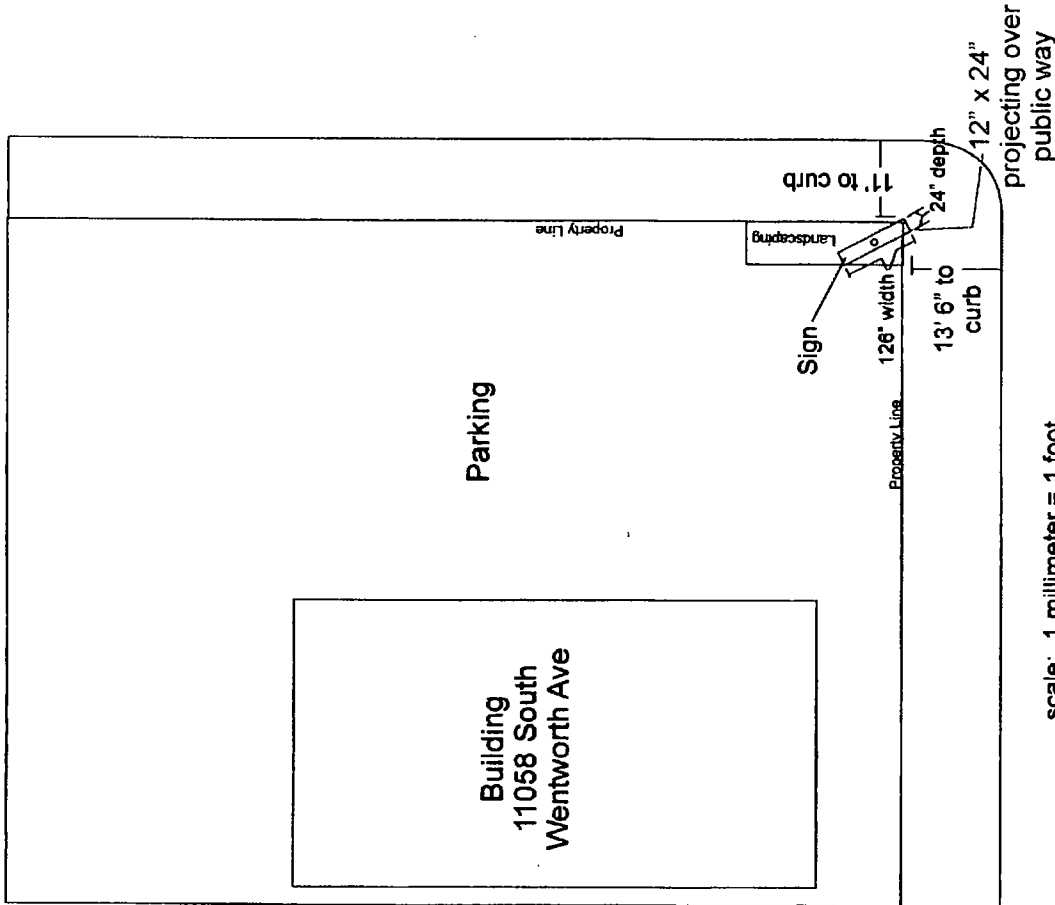 Building
11058 South
Wentworth Ave
Parking
Property Line
Property Line
Landscaping
Sign
11' to curb
24" depth
126" width
13' 6" to
curb
12" x 24"
projecting over
public way
scale: 1 millimeter = 1 foot